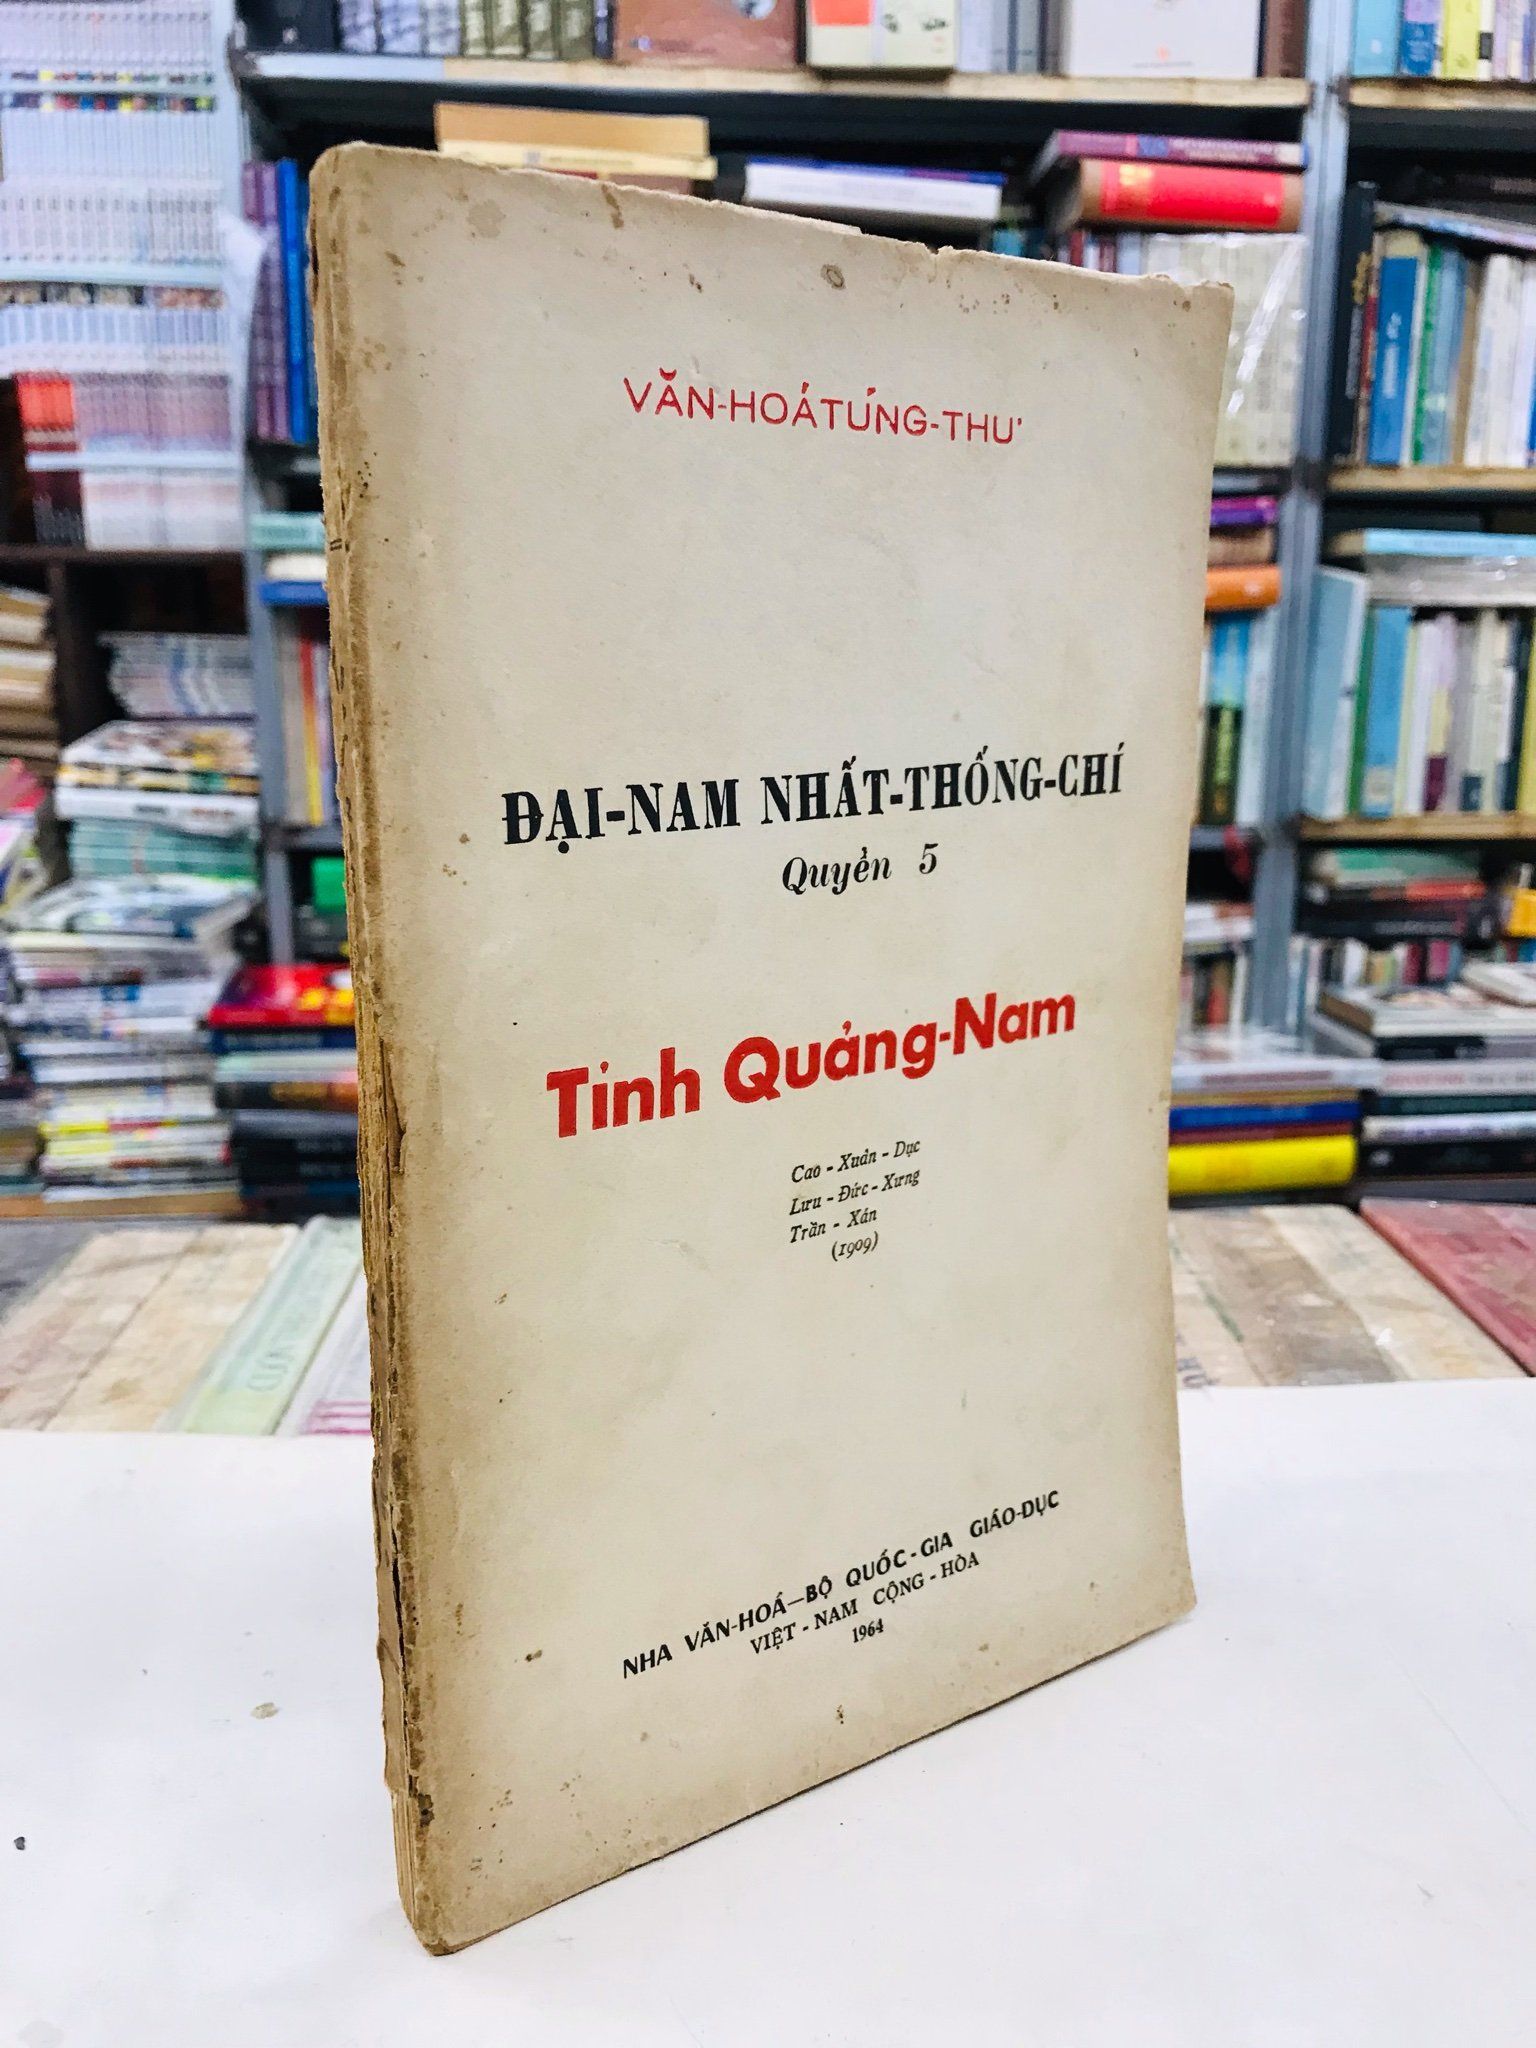 VĂN-HOÁ TÙNG-THƯ
ĐẠI-NAM NHẤT-THỐNG-CHÍ
Quyển 5
Tỉnh Quảng-Nam
Cao - Xuân - Dục
Lưu - Đức - Xưng
Trần - Xán
(1909)
NHA VĂN-HOÁ—BỘ QUỐC-GIA GIÁO-DỤC
VIỆT-NAM CỘNG-HÒA
1964